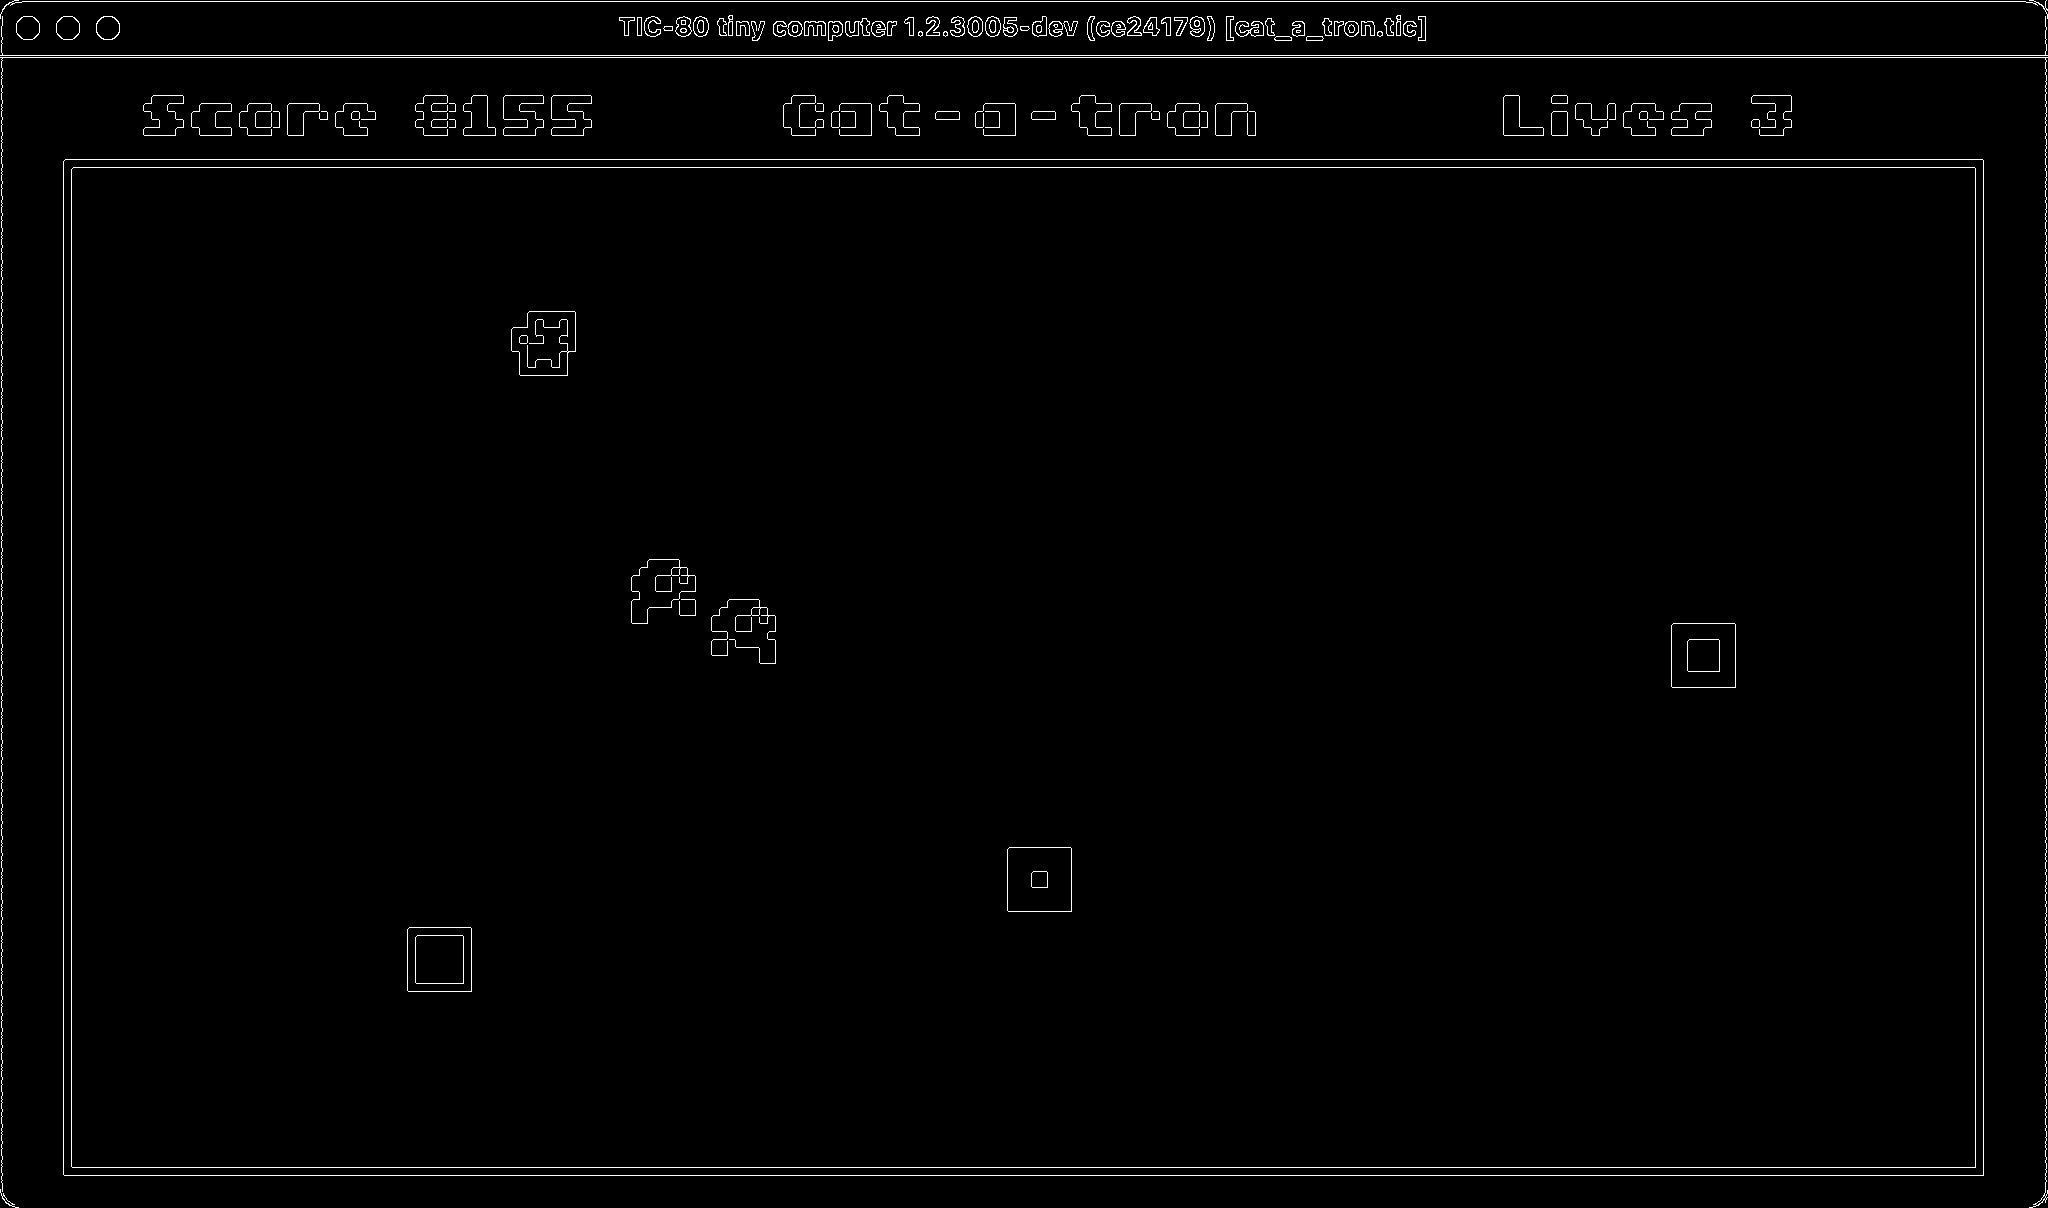 TIC-80 tiny computer 1.2.3005-dev (ce24179) [cat_a_tron.tic]
Score 8155 Cat-a-tron Lives 3